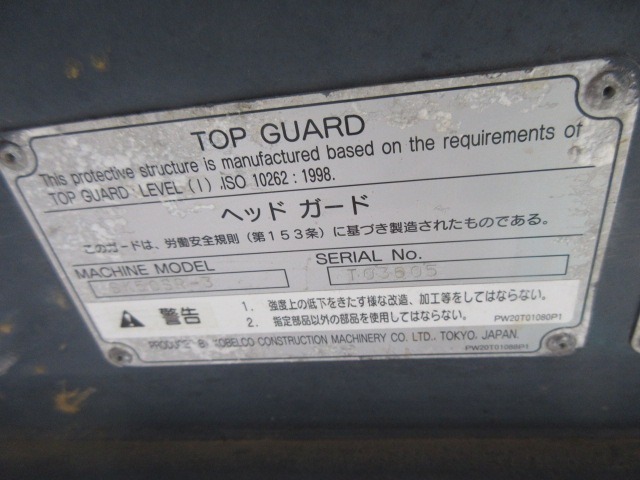 TOP GUARD
This protective structure is manufactured based on the requirements of
TOP GUARD LEVEL (I) .ISO 10262 : 1998.
ヘッド ガード
このガードは、労働安全規則 (第153条) に基づき製造されたものである。
MACHINE MODEL SERIAL No.
50SR-3 T03605
警告
1. 強度上の低下をきたす様な改造、加工等をしてはならない。
2. 指定部品以外の部品を使用してはならない。
PW20T01080P1
KOBELCO CONSTRUCTION MACHINERY CO. LTD., TOKYO. JAPAN.
PW20T01080P1